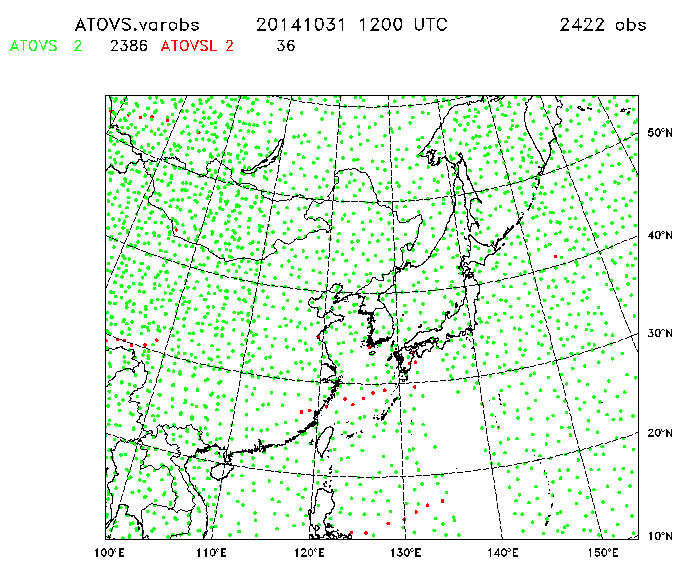 ATOVS.varobs 20141031 1200 UTC 2422 obs
ATOVS 2 2386 ATOVSL 2 36
50°N
40°N
30°N
20°N
10°N
100°E 110°E 120°E 130°E 140°E 150°E